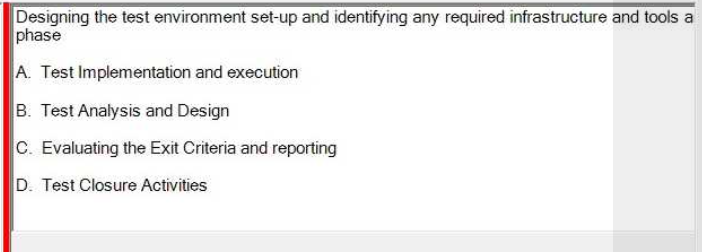 Designing the test environment set-up and identifying any required infrastructure and tools a
phase
A. Test Implementation and execution
B. Test Analysis and Design
C. Evaluating the Exit Criteria and reporting
D. Test Closure Activities